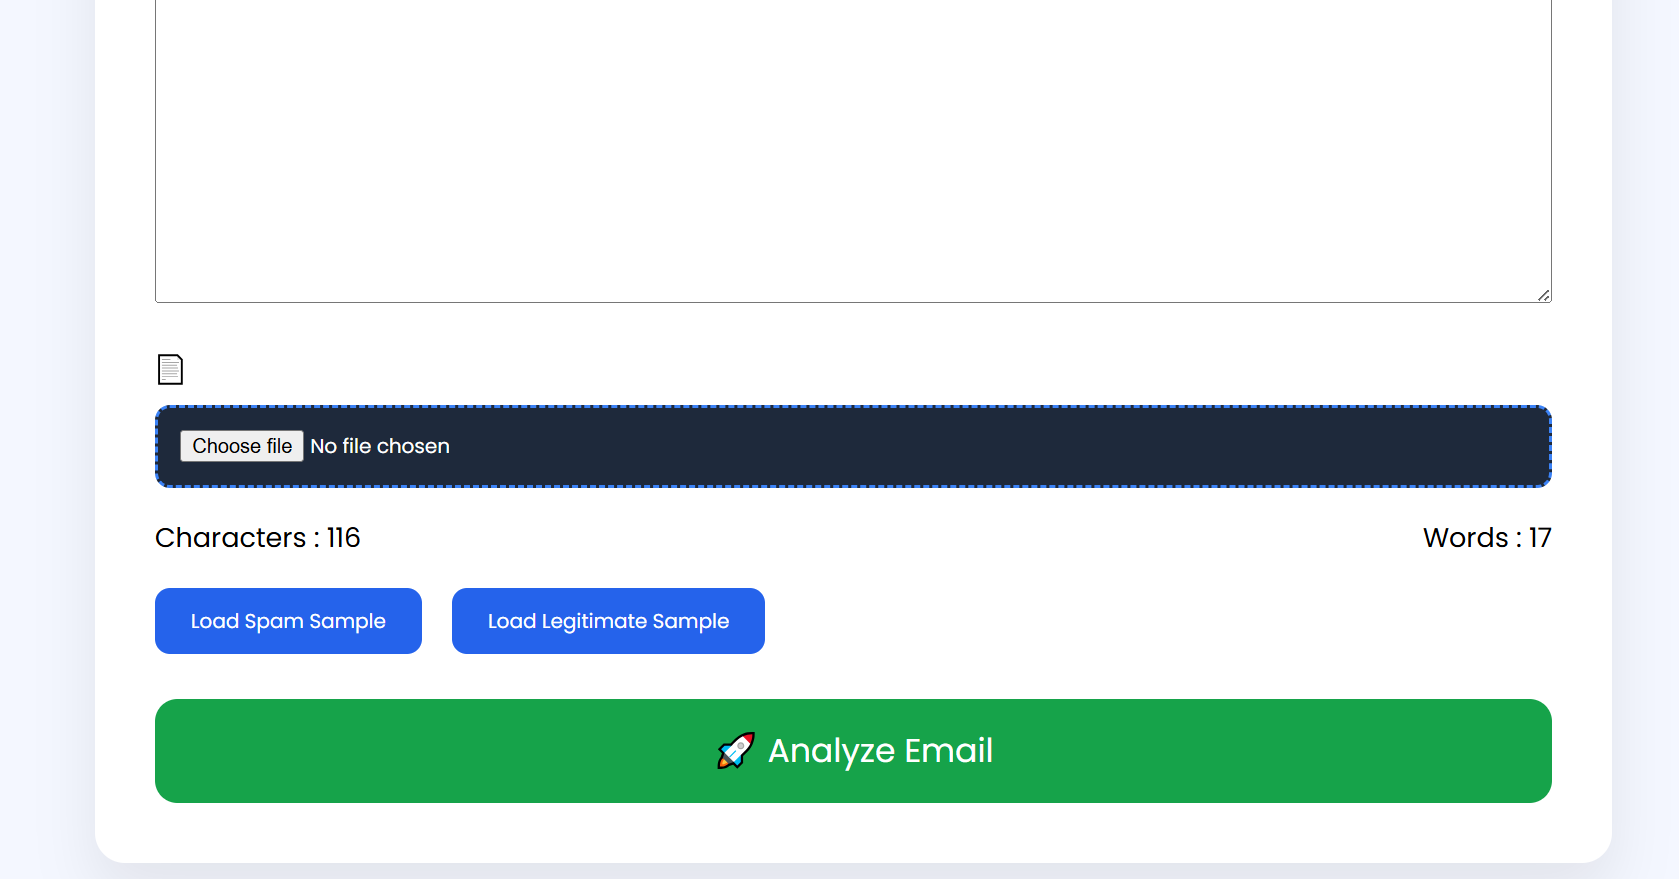 Choose file No file chosen
Characters : 116
Words : 17
Load Spam Sample
Load Legitimate Sample
🚀 Analyze Email